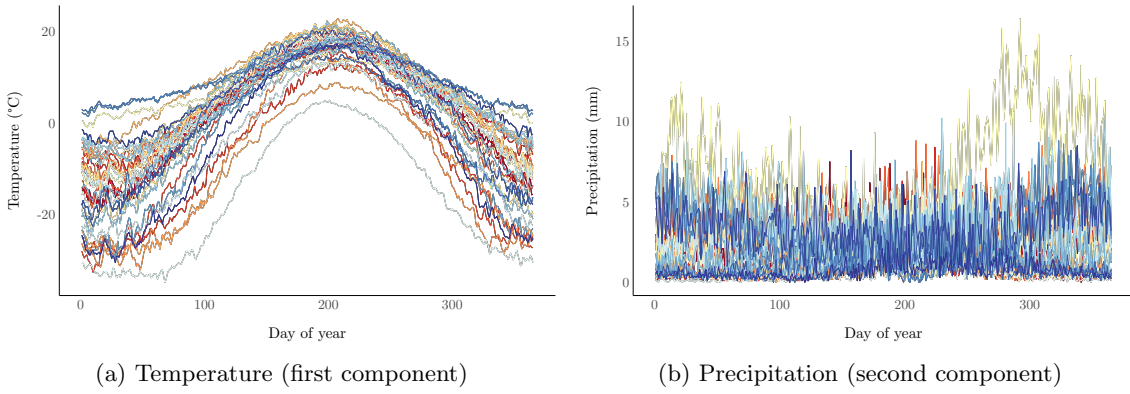 20
0
-20
Temperature (°C)
0
100
200
300
Day of year
(a) Temperature (first component)
15
10
5
0
Precipitation (mm)
0
100
200
300
Day of year
(b) Precipitation (second component)